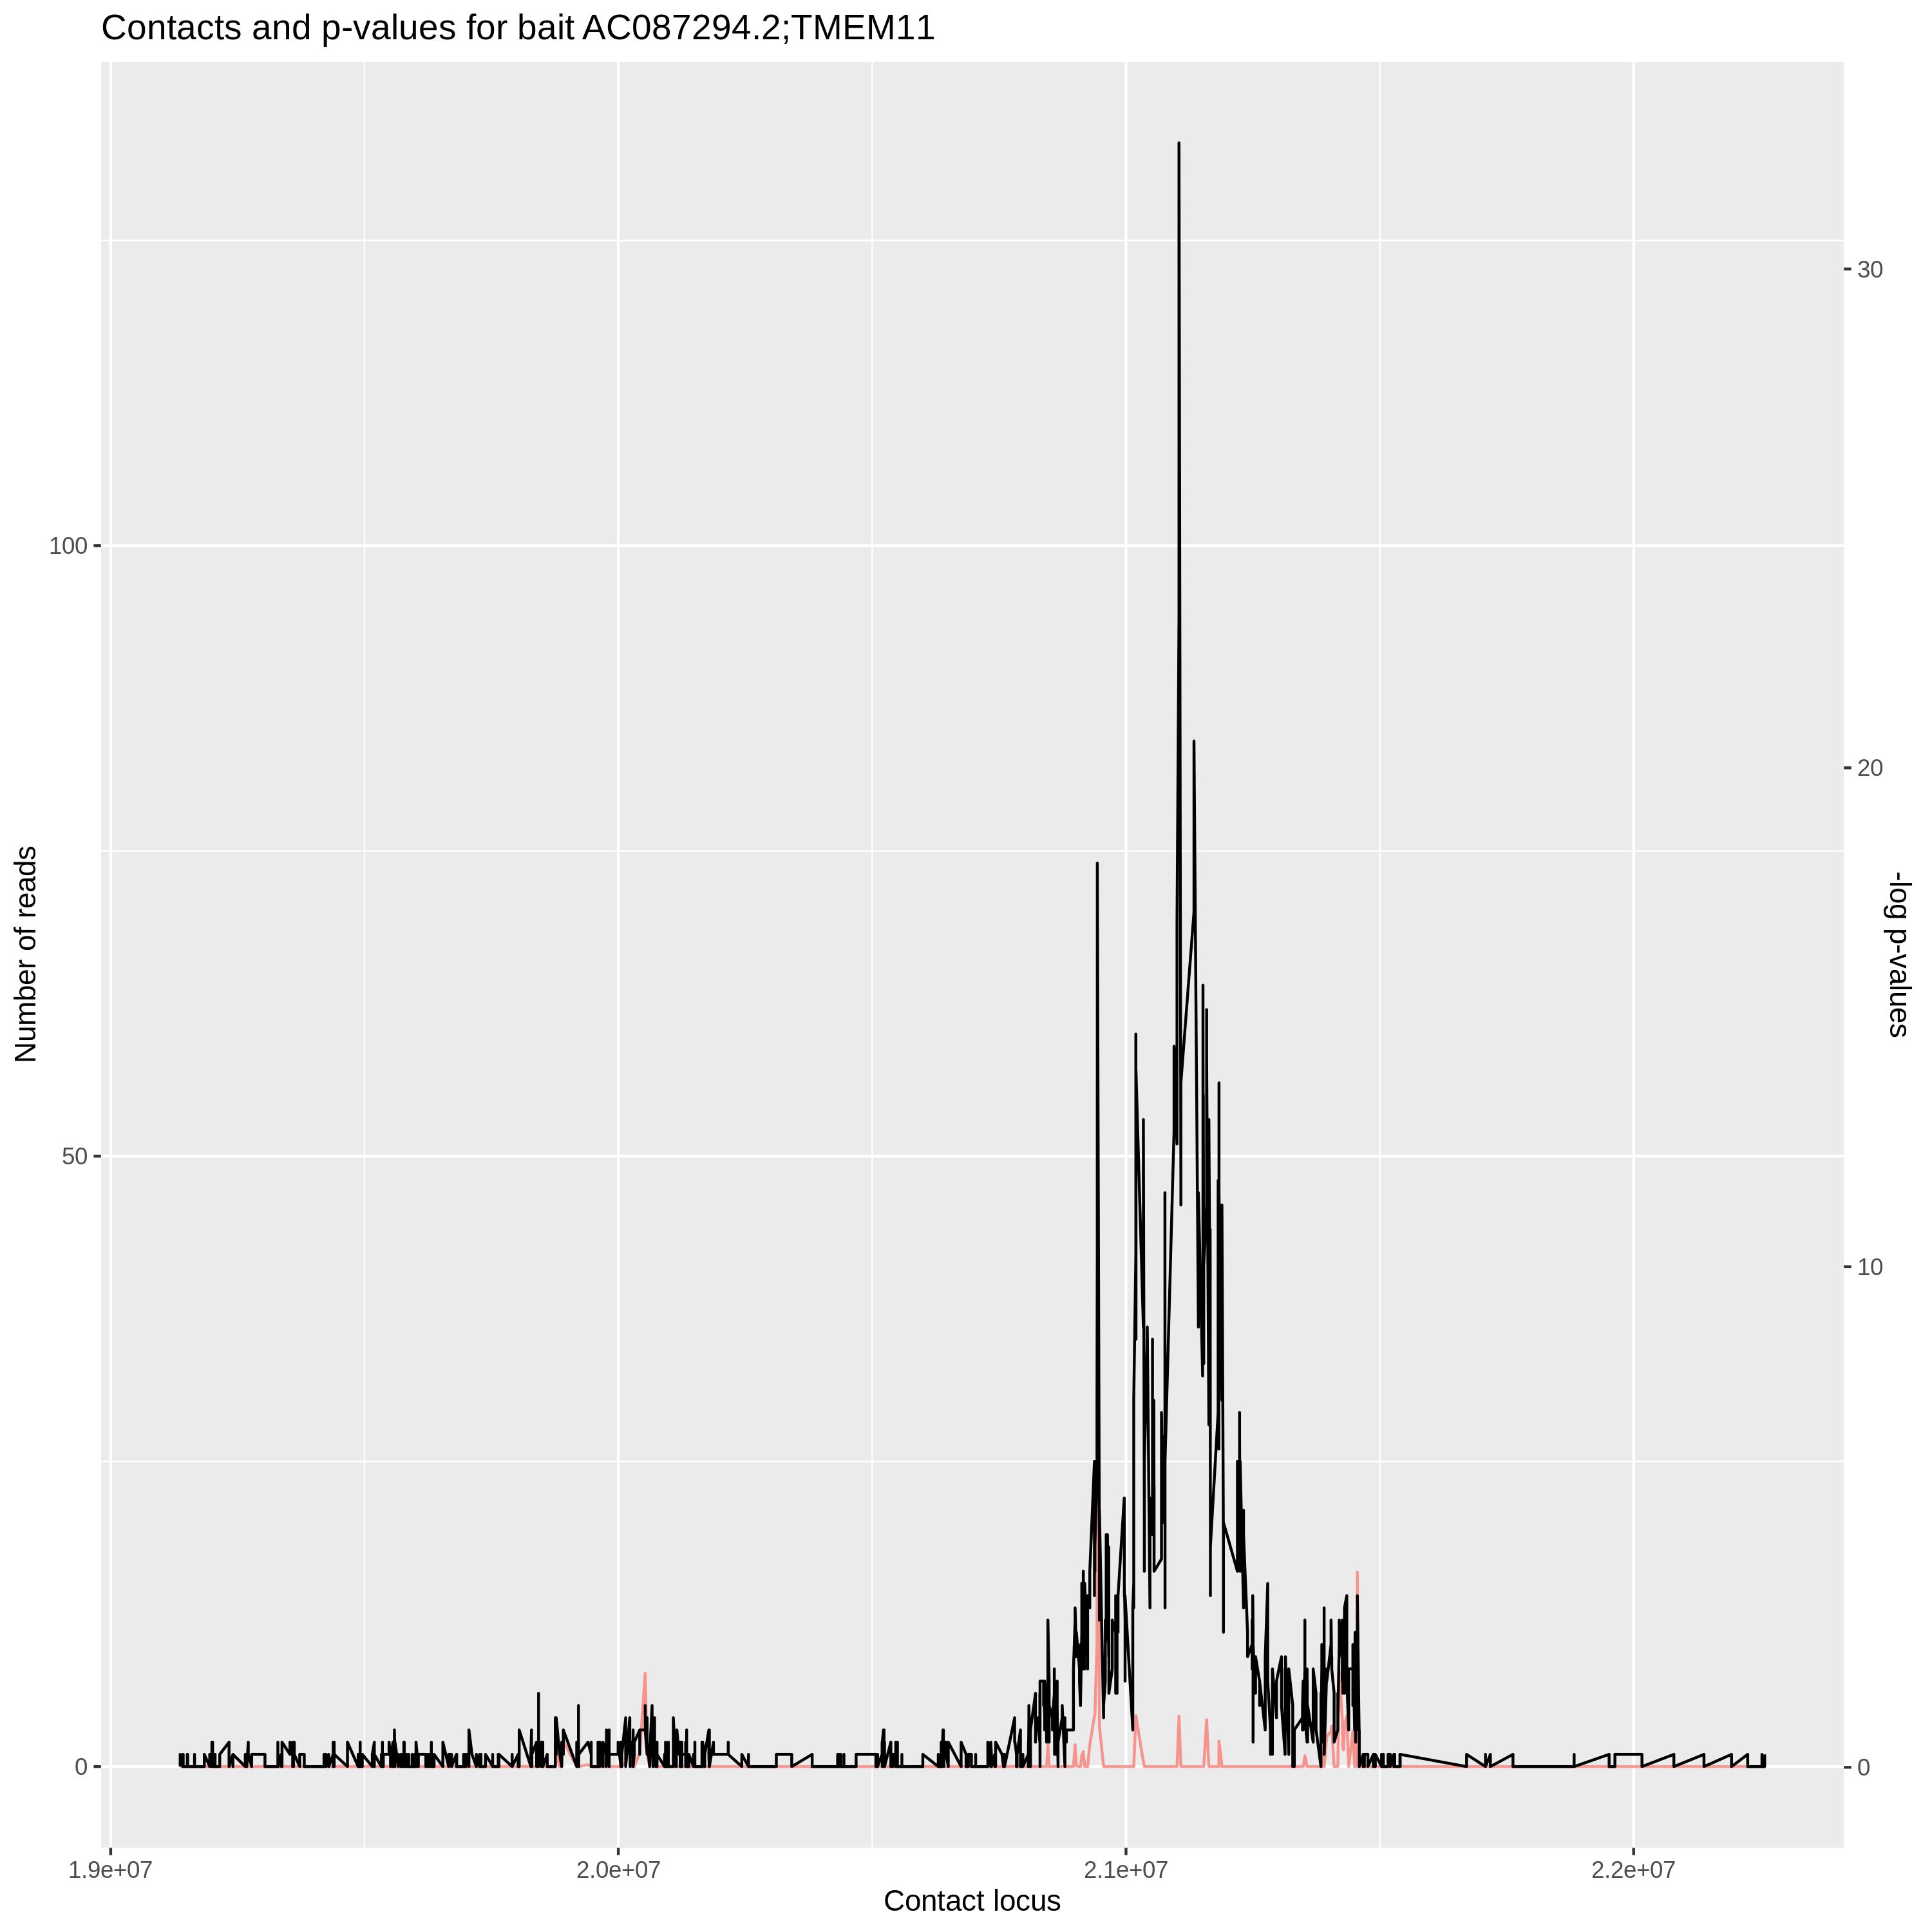 Contacts and p-values for bait AC087294.2;TMEM11
Number of reads
100
50
0
30
20
10
0
-log p-values
1.9e+07 2.0e+07 2.1e+07 2.2e+07
Contact locus